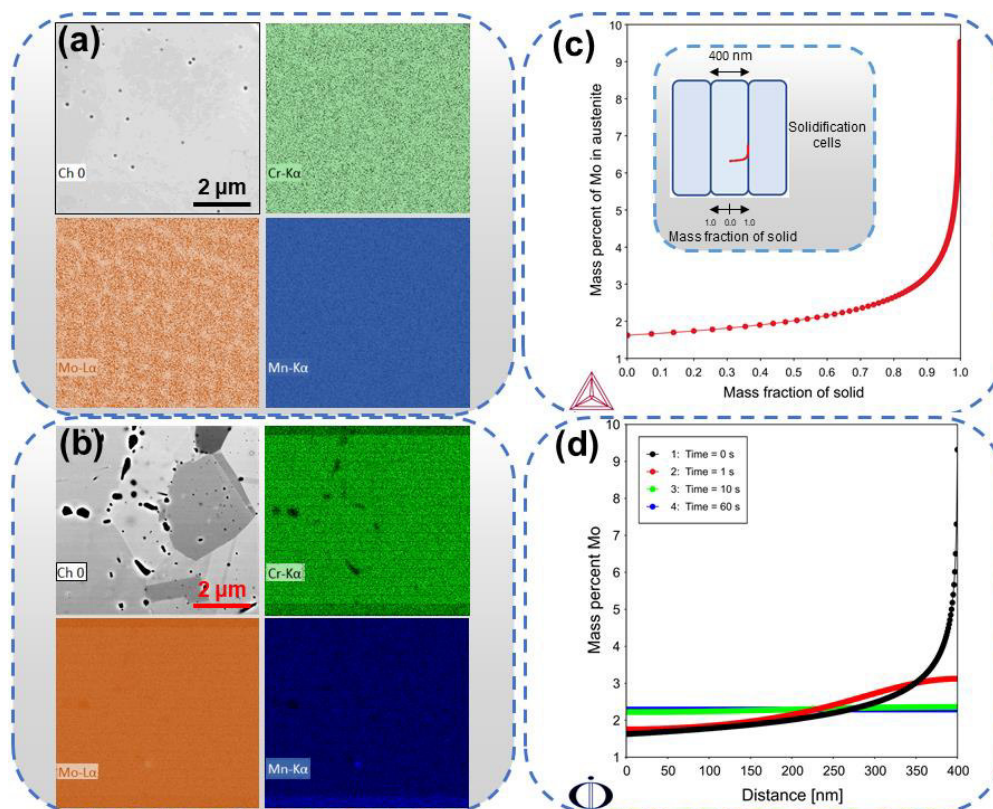 (a)
Ch 0
2 µm
Cr-Kα
Mo-Lα
Mn-Kα
(b)
Ch 0
2 µm
Cr-Kα
Mo-Lα
Mn-Kα
(c)
Mass percent of Mo in austenite
10
9
8
7
6
5
4
3
2
1
400 nm
Solidification
cells
1.0 0.0 1.0
Mass fraction of solid
0.0 0.1 0.2 0.3 0.4 0.5 0.6 0.7 0.8 0.9 1.0
Mass fraction of solid
(d)
Mass percent Mo
10
9
8
7
6
5
4
3
2
1
1: Time = 0 s
2: Time = 1 s
3: Time = 10 s
4: Time = 60 s
0 50 100 150 200 250 300 350 400
Distance [nm]